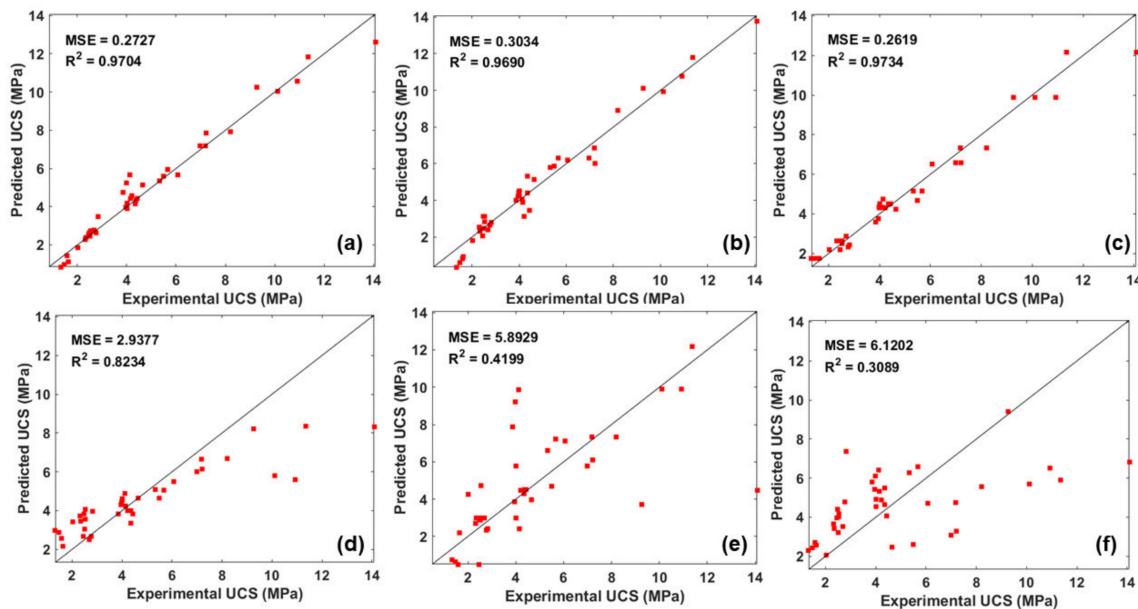 14
12
10
8
6
4
2
MSE = 0.2727
R² = 0.9704
(a)
Predicted UCS (MPa)
2 4 6 8 10 12 14
Experimental UCS (MPa)
14
12
10
8
6
4
2
MSE = 0.3034
R² = 0.9690
(b)
Predicted UCS (MPa)
2 4 6 8 10 12 14
Experimental UCS (MPa)
14
12
10
8
6
4
2
MSE = 0.2619
R² = 0.9734
(c)
Predicted UCS (MPa)
2 4 6 8 10 12 14
Experimental UCS (MPa)
14
12
10
8
6
4
2
MSE = 2.9377
R² = 0.8234
(d)
Predicted UCS (MPa)
2 4 6 8 10 12 14
Experimental UCS (MPa)
14
12
10
8
6
4
2
MSE = 5.8929
R² = 0.4199
(e)
Predicted UCS (MPa)
2 4 6 8 10 12 14
Experimental UCS (MPa)
14
12
10
8
6
4
2
MSE = 6.1202
R² = 0.3089
(f)
Predicted UCS (MPa)
2 4 6 8 10 12 14
Experimental UCS (MPa)